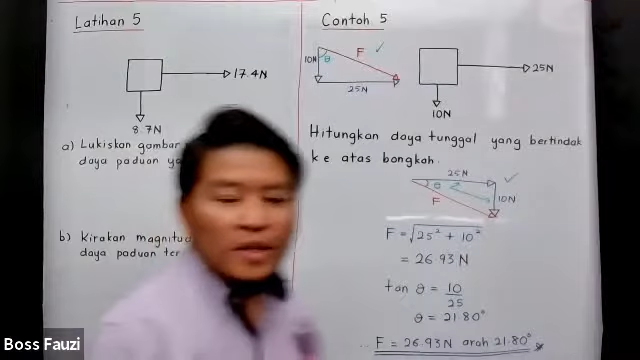 Latihan 5
17.4N
8.7 N
a) Lukiskan gambar
daya paduan ya
b) Kirakan magnitu
daya paduan ter
Contoh 5
10N
θ
F
25N
25N
10N
Hitungkan daya tunggal yang bertindak
ke atas bongkah.
25N
θ
10N
F
F = √25² + 10²
= 26.93 N
tan θ = 10/25
θ = 21.80°
∴ F = 26.93N arah 21.80°
Boss Fauzi